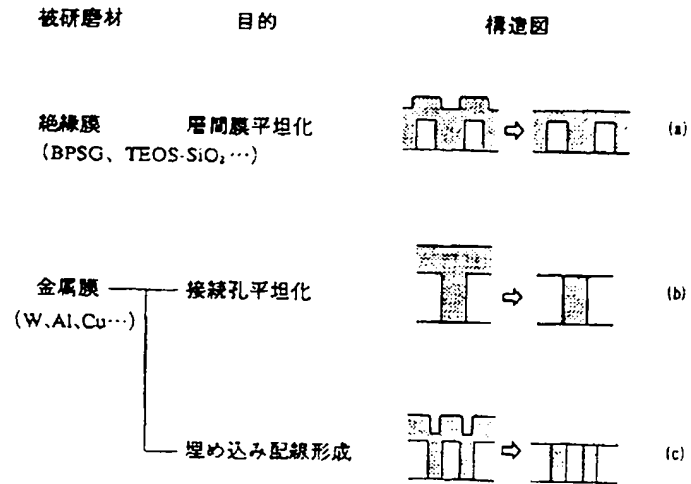 被研磨材 目的 構造図
絶縁膜 層間膜平坦化 (a)
(BPSG、TEOS-SiO₂…)
金属膜 接続孔平坦化 (b)
(W、Al、Cu…)
埋め込み配線形成 (c)